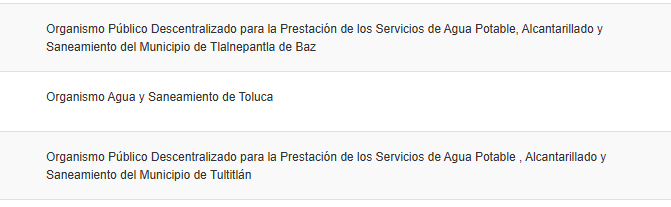 Organismo Público Descentralizado para la Prestación de los Servicios de Agua Potable, Alcantarillado y
Saneamiento del Municipio de Tlalnepantla de Baz
Organismo Agua y Saneamiento de Toluca
Organismo Público Descentralizado para la Prestación de los Servicios de Agua Potable , Alcantarillado y
Saneamiento del Municipio de Tultitlán